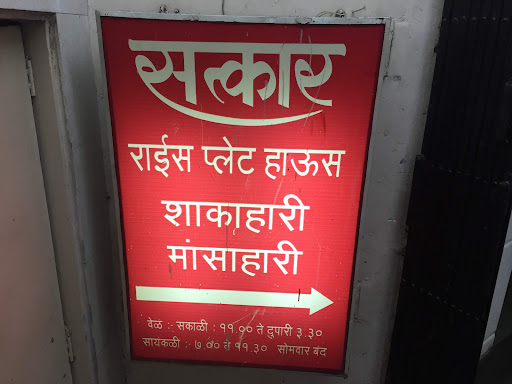 सत्कार
राईस प्लेट हाऊस
शाकाहारी
मांसाहारी
वेळ :- सकाळी : ११.०० ते दुपारी ३.३०
सायंकाळी : ७.०० ते ११.३० सोमवार बंद